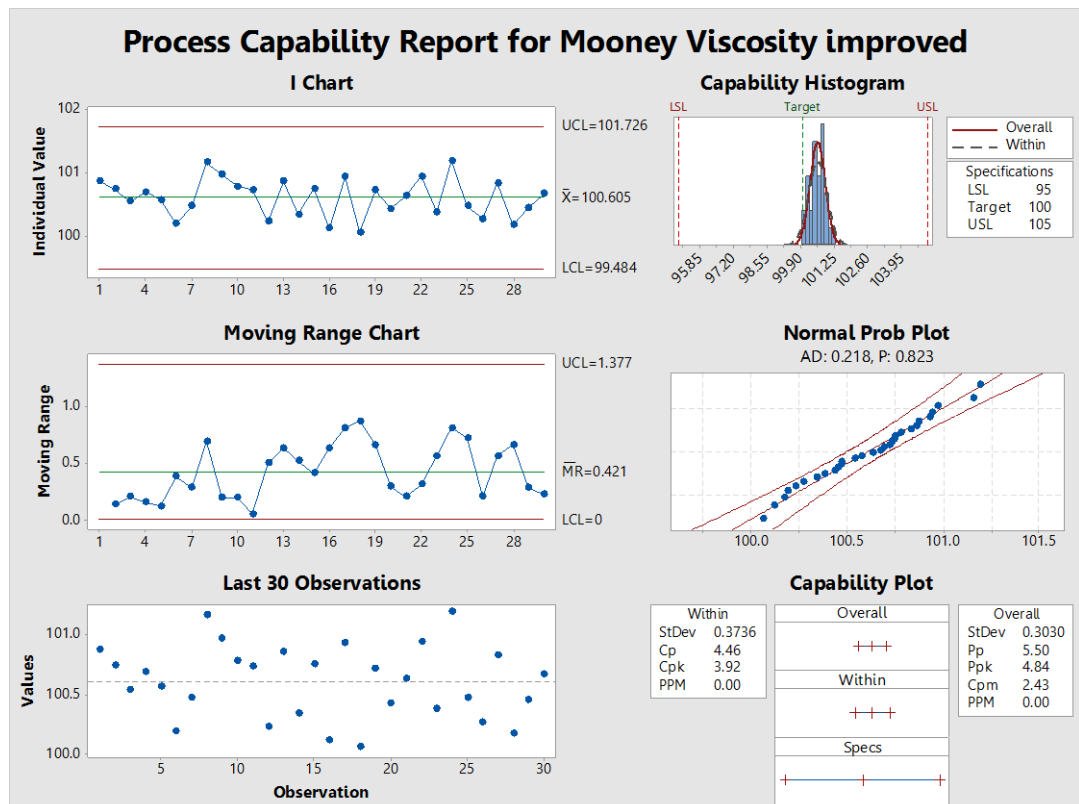 Process Capability Report for Mooney Viscosity improved
I Chart
Individual Value
102
101
100
UCL=101.726
X̄=100.605
LCL=99.484
1 4 7 10 13 16 19 22 25 28
Capability Histogram
LSL Target USL
95.85 97.20 98.55 99.90 101.25 102.60 103.95
Overall
Within
Specifications
LSL 95
Target 100
USL 105
Moving Range Chart
Moving Range
1.0
0.5
0.0
UCL=1.377
M̅R̅=0.421
LCL=0
1 4 7 10 13 16 19 22 25 28
Normal Prob Plot
AD: 0.218, P: 0.823
100.0 100.5 101.0 101.5
Last 30 Observations
Values
101.0
100.5
100.0
5 10 15 20 25 30
Observation
Capability Plot
Within
StDev 0.3736
Cp 4.46
Cpk 3.92
PPM 0.00
Overall
Within
Specs
Overall
StDev 0.3030
Pp 5.50
Ppk 4.84
Cpm 2.43
PPM 0.00